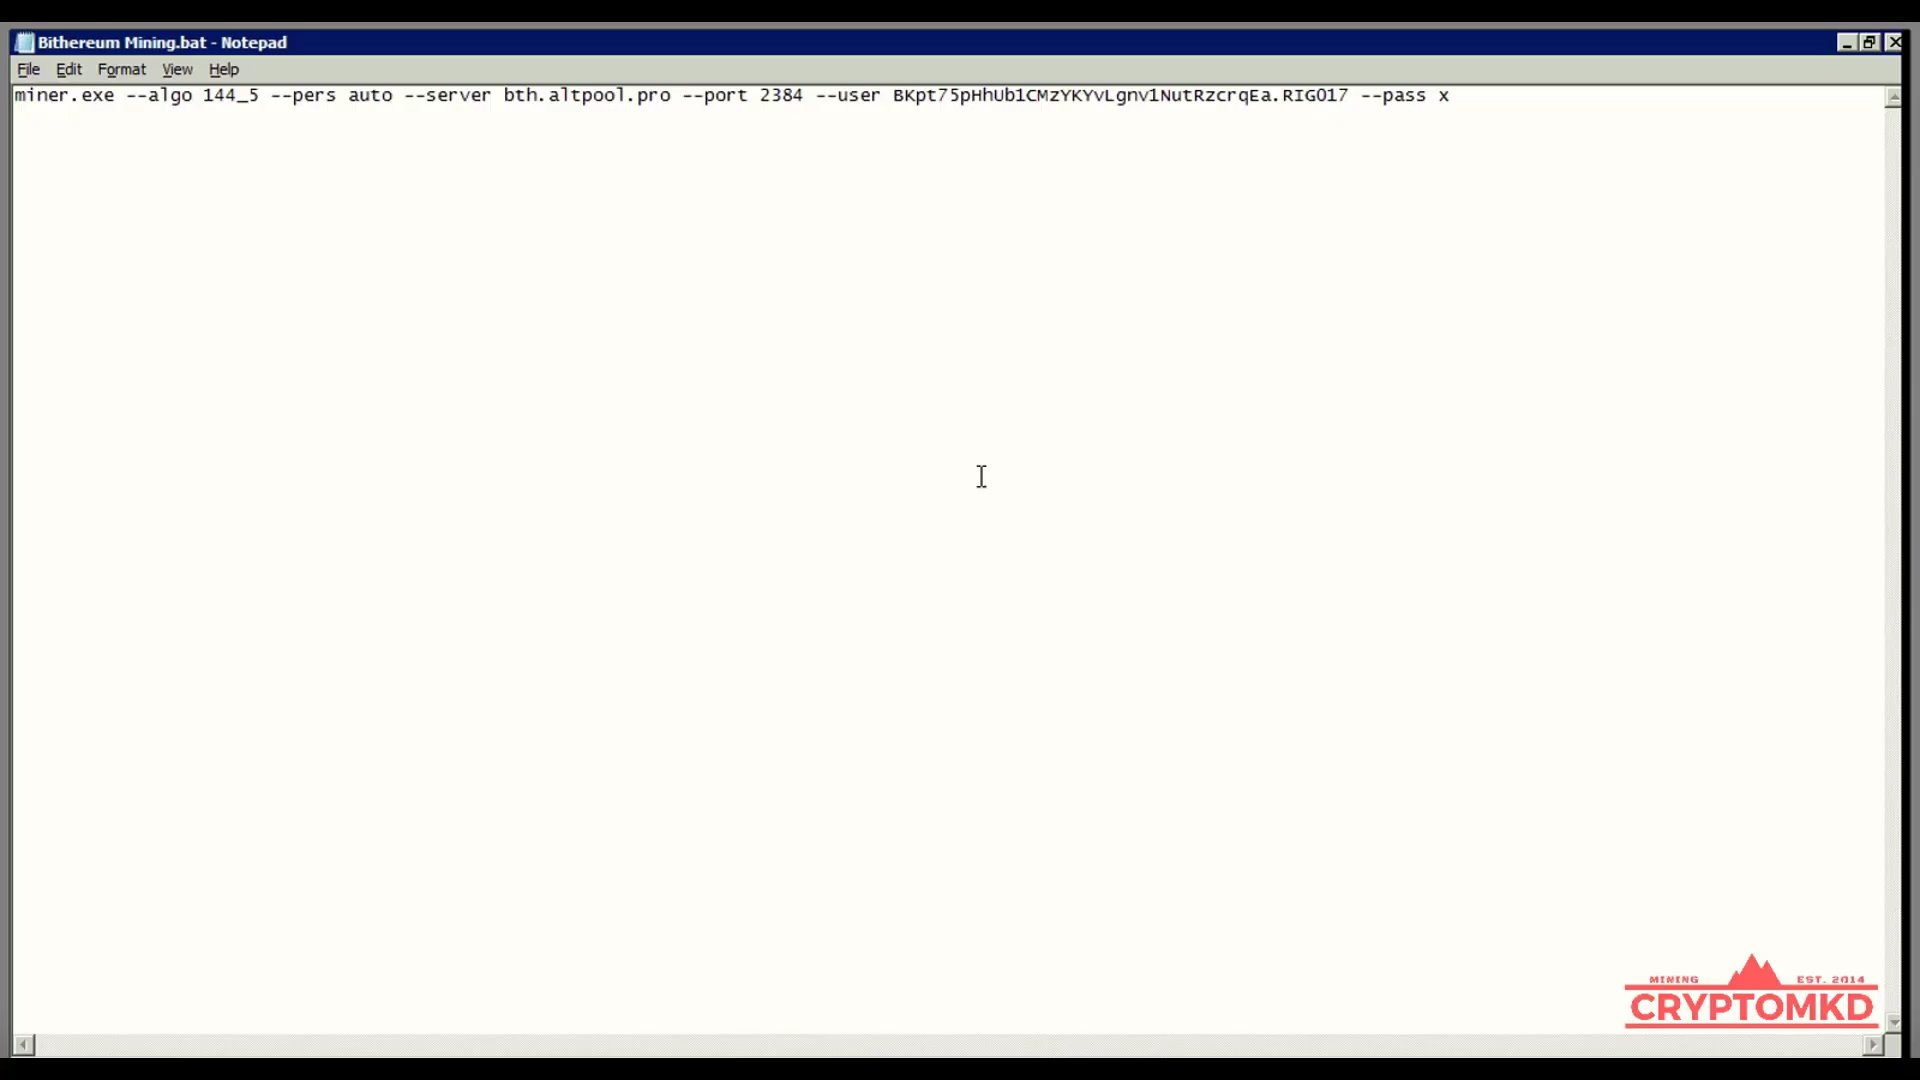 Bithereum Mining.bat - Notepad
File Edit Format View Help
miner.exe --algo 144_5 --pers auto --server bth.altpool.pro --port 2384 --user BKpt75pHhUb1CMzYKYvLgnv1NutRzcrqEa.RIG017 --pass x
MINING EST. 2014
CRYPTOMKD